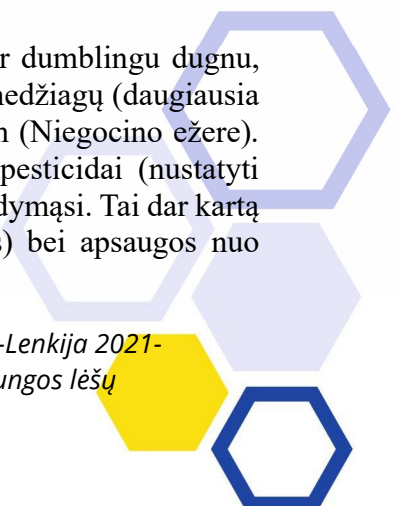 r dumblingu dugnu,
medžiagų (daugiausia
n (Niegocino ežere).
pesticidai (nustatyti
dymąsi. Tai dar kartą
s) bei apsaugos nuo
-Lenkija 2021-
ungos lėšų